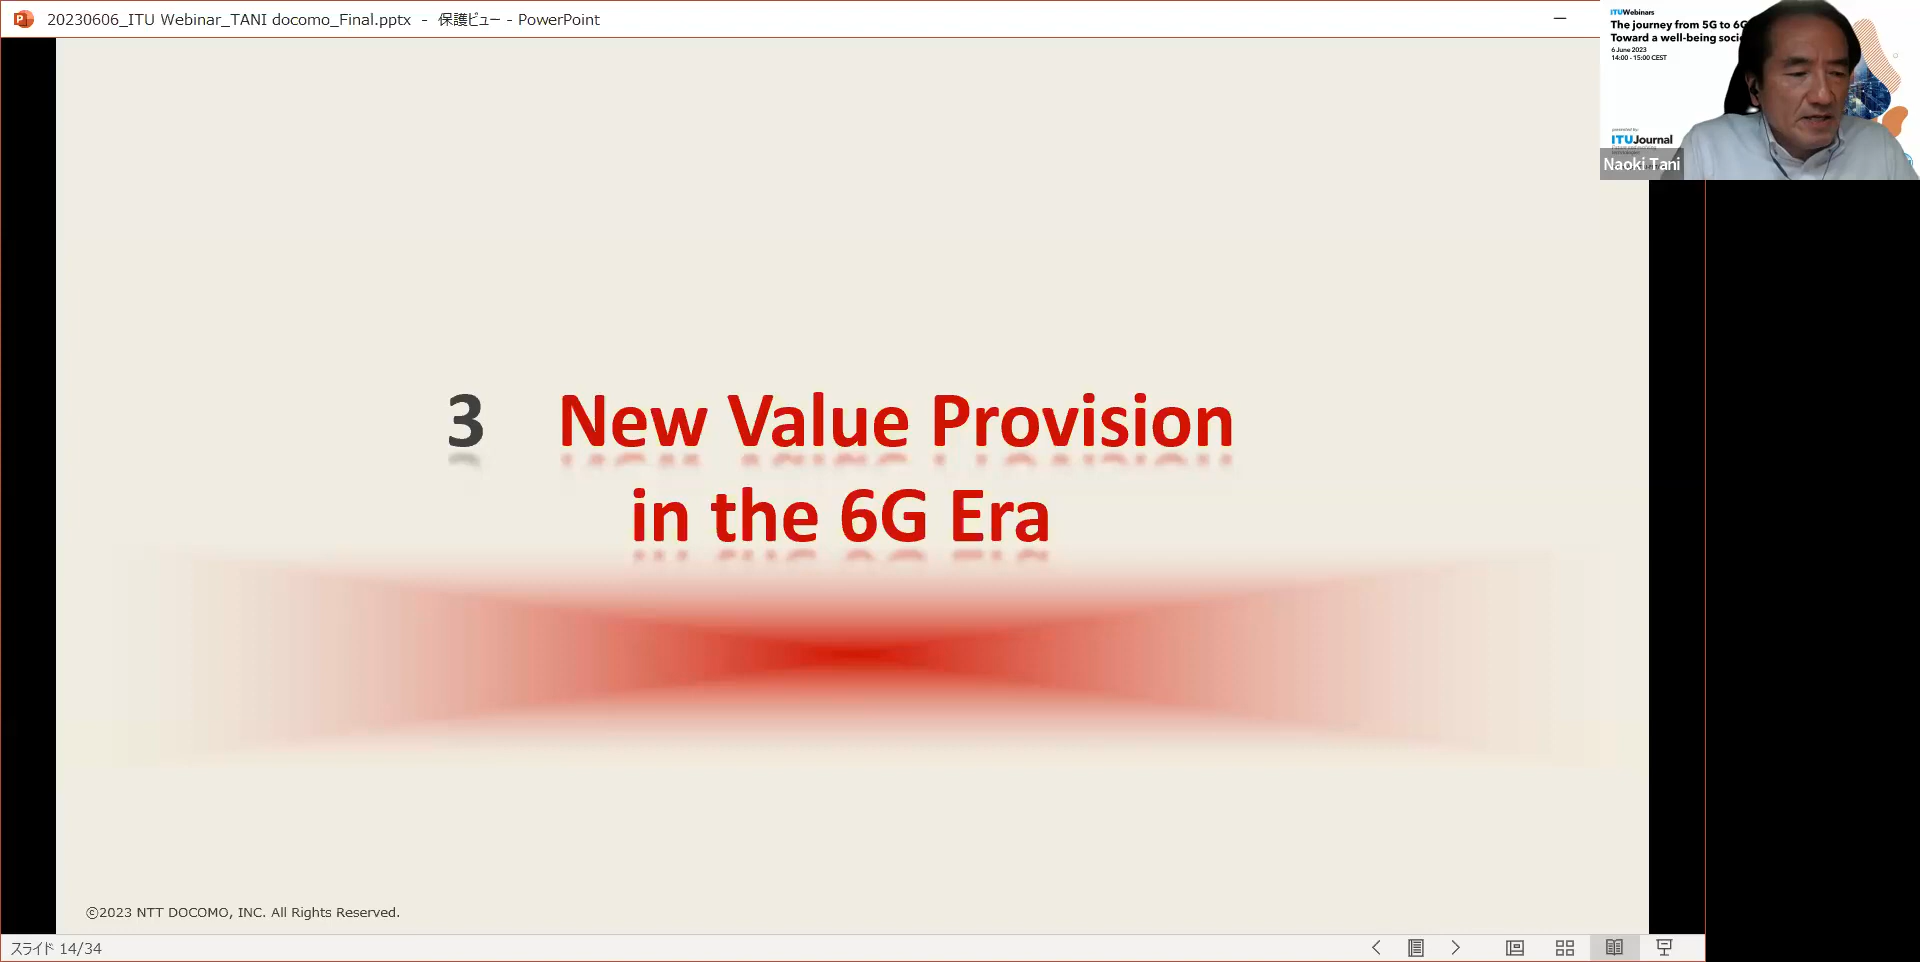 20230606_ITU Webinar_TANI docomo_Final.pptx - 保護ビュー - PowerPoint
ITUWebinars
The journey from 5G to 6G
Toward a well-being soci
6 June 2023
14:00 - 15:00 CEST
presented by
ITUJournal
Naoki Tani
3 New Value Provision
in the 6G Era
©2023 NTT DOCOMO, INC. All Rights Reserved.
スライド 14/34